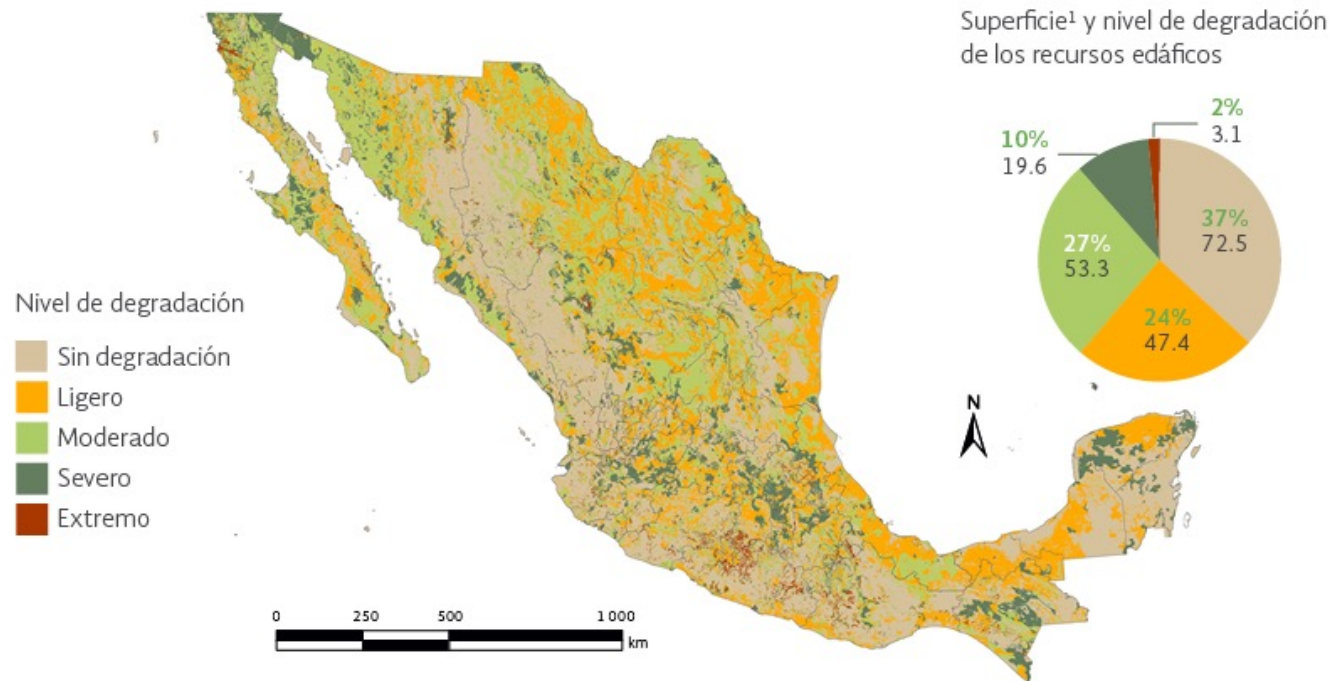 Superficie¹ y nivel de degradación
de los recursos edáficos
2%
3.1
10%
19.6
37%
72.5
27%
53.3
24%
47.4
Nivel de degradación
Sin degradación
Ligero
Moderado
Severo
Extremo
N
0 250 500 1 000
km